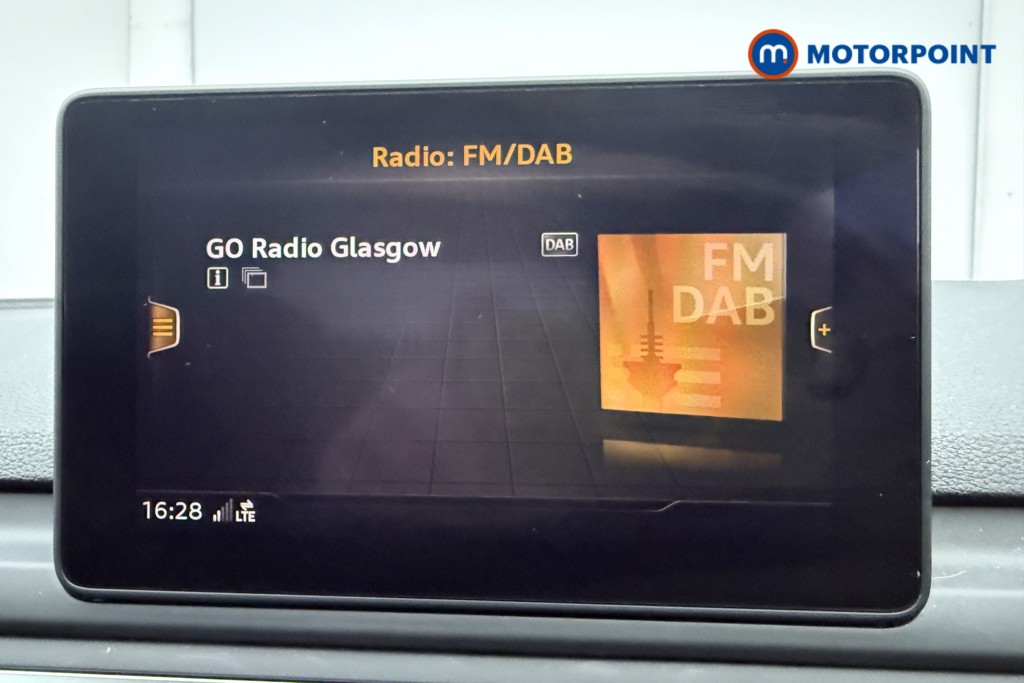 m MOTORPOINT
Radio: FM/DAB
GO Radio Glasgow
DAB
i
FM
DAB
+
16:28
LTE